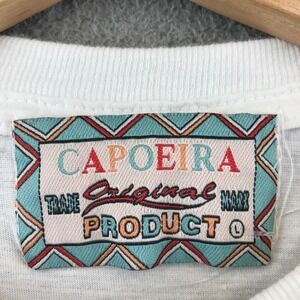 CAPOEIRA
Original
TRADE MARK
PRODUCT L